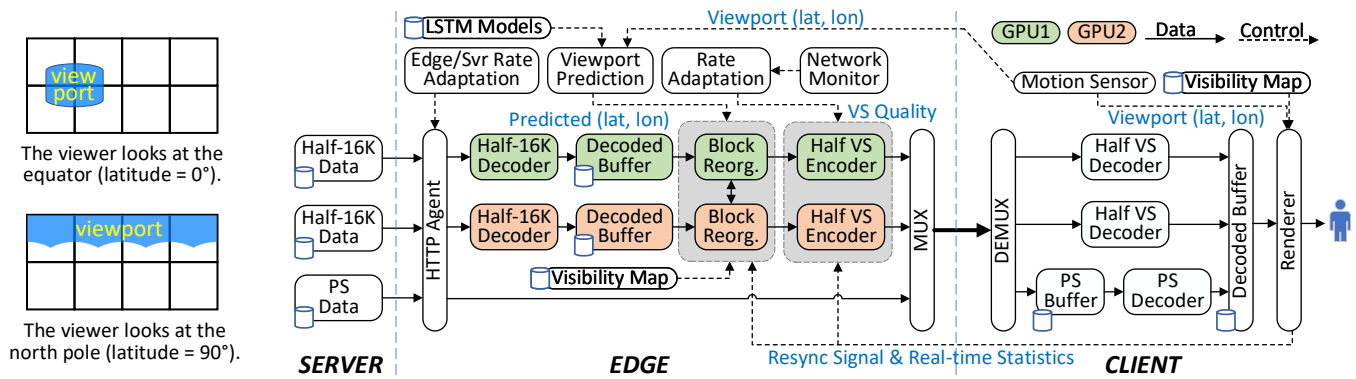 view
port
The viewer looks at the
equator (latitude = 0°).
viewport
The viewer looks at the
north pole (latitude = 90°).
LSTM Models
Viewport (lat, lon)
GPU1
GPU2
Data
Control
Edge/Svr Rate
Adaptation
Viewport
Prediction
Rate
Adaptation
Network
Monitor
Motion Sensor
Visibility Map
Predicted (lat, lon)
VS Quality
Viewport (lat, lon)
Half-16K
Data
HTTP Agent
Half-16K
Decoder
Decoded
Buffer
Block
Reorg.
Half VS
Encoder
MUX
DEMUX
Half VS
Decoder
Decoded Buffer
Renderer
Half-16K
Data
Half-16K
Decoder
Decoded
Buffer
Block
Reorg.
Half VS
Encoder
Half VS
Decoder
Visibility Map
PS
Data
PS
Buffer
PS
Decoder
Resync Signal & Real-time Statistics
SERVER
EDGE
CLIENT